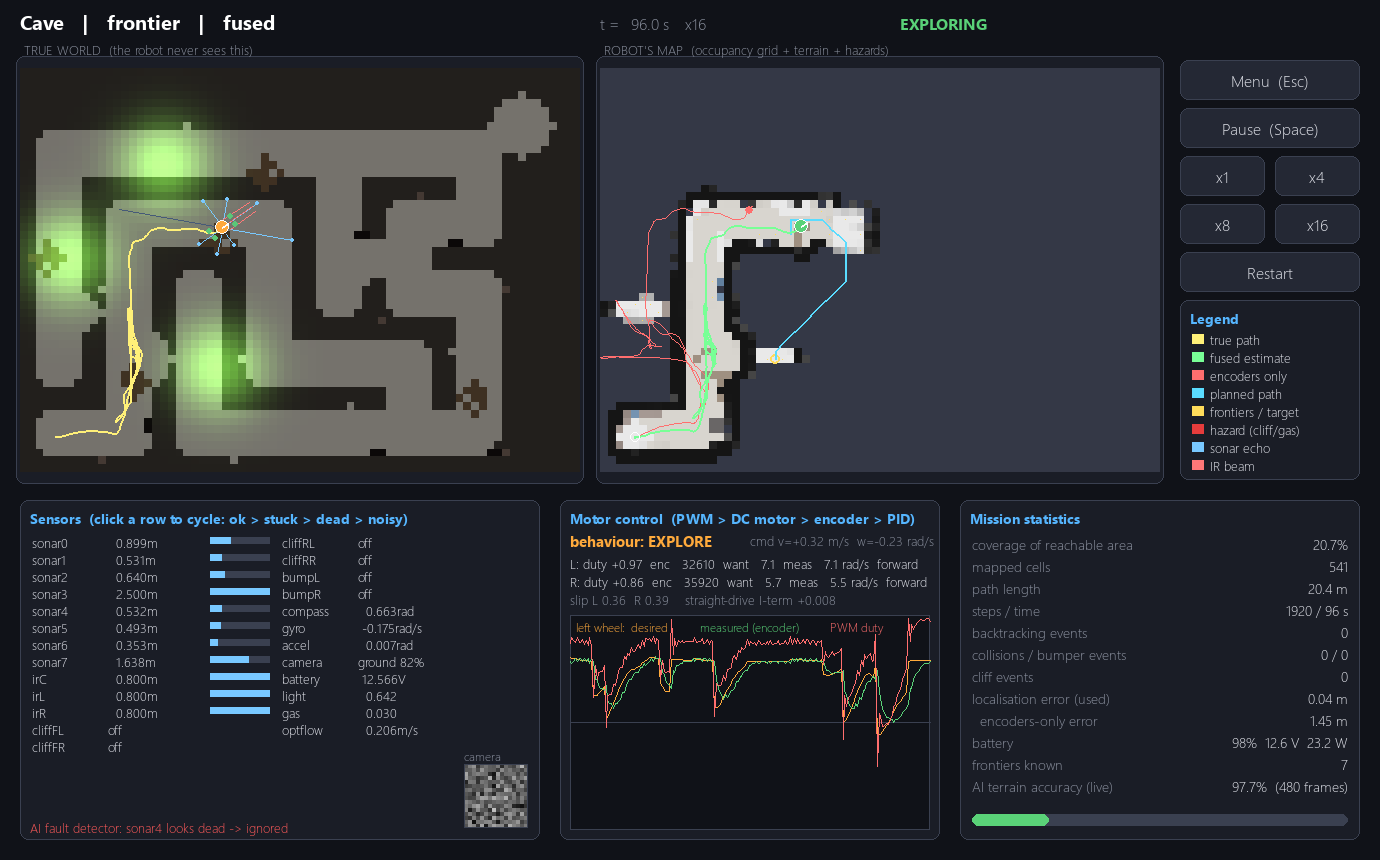 Cave | frontier | fused
t = 96.0 s x16
EXPLORING
TRUE WORLD (the robot never sees this)
ROBOT'S MAP (occupancy grid + terrain + hazards)
Menu (Esc)
Pause (Space)
x1 x4
x8 x16
Restart
Legend
true path
fused estimate
encoders only
planned path
frontiers / target
hazard (cliff/gas)
sonar echo
IR beam
Sensors (click a row to cycle: ok > stuck > dead > noisy)
sonar0 0.899m cliffRL off
sonar1 0.531m cliffRR off
sonar2 0.640m bumpL off
sonar3 2.500m bumpR off
sonar4 0.532m compass 0.663rad
sonar5 0.493m gyro -0.175rad/s
sonar6 0.353m accel 0.007rad
sonar7 1.638m camera ground 82%
irC 0.800m battery 12.566V
irL 0.800m light 0.642
irR 0.800m gas 0.030
cliffFL off optflow 0.206m/s
cliffFR off
camera
AI fault detector: sonar4 looks dead -> ignored
Motor control (PWM > DC motor > encoder > PID)
behaviour: EXPLORE cmd v=+0.32 m/s w=-0.23 rad/s
L: duty +0.97 enc 32610 want 7.1 meas 7.1 rad/s forward
R: duty +0.86 enc 35920 want 5.7 meas 5.5 rad/s forward
slip L 0.36 R 0.39 straight-drive I-term +0.008
left wheel: desired measured (encoder) PWM duty
Mission statistics
coverage of reachable area 20.7%
mapped cells 541
path length 20.4 m
steps / time 1920 / 96 s
backtracking events 0
collisions / bumper events 0 / 0
cliff events 0
localisation error (used) 0.04 m
encoders-only error 1.45 m
battery 98% 12.6 V 23.2 W
frontiers known 7
AI terrain accuracy (live) 97.7% (480 frames)